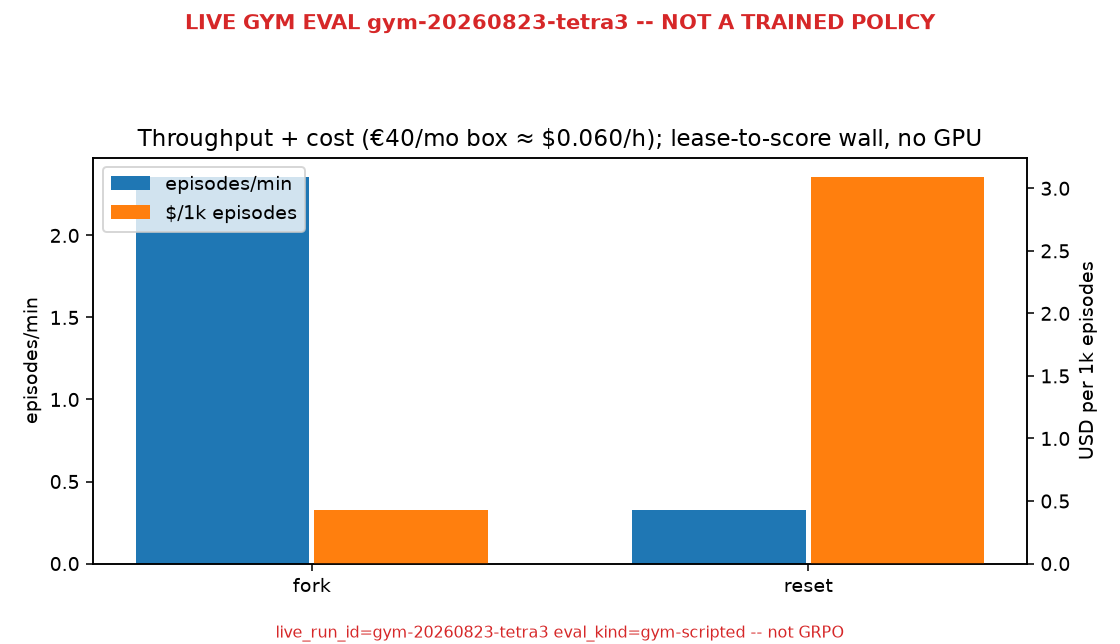 LIVE GYM EVAL gym-20260823-tetra3 -- NOT A TRAINED POLICY
Throughput + cost (€40/mo box ≈ $0.060/h); lease-to-score wall, no GPU
episodes/min
$/1k episodes
episodes/min
2.0
1.5
1.0
0.5
0.0
3.0
2.5
2.0
1.5
1.0
0.5
0.0
USD per 1k episodes
fork
reset
live_run_id=gym-20260823-tetra3 eval_kind=gym-scripted -- not GRPO